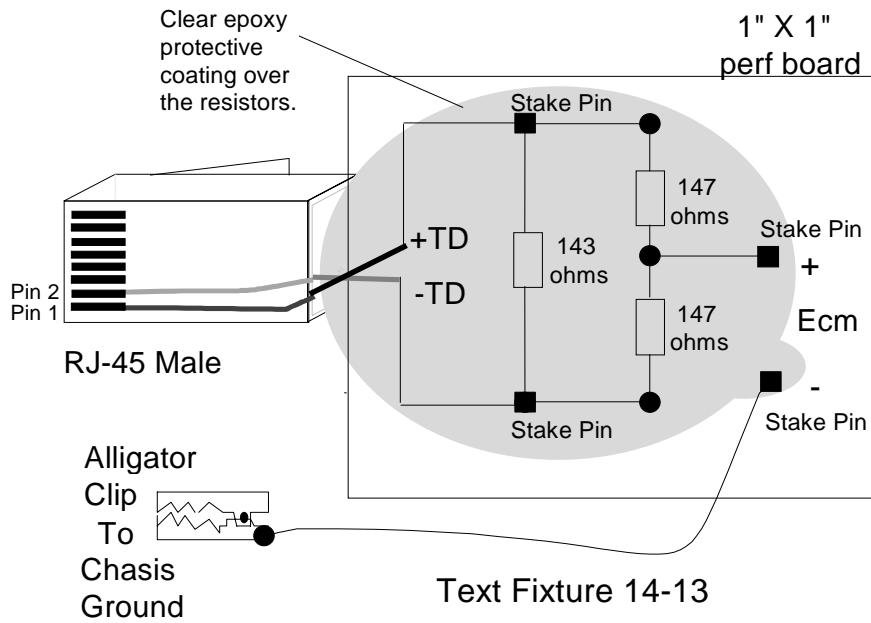 Clear epoxy
protective
coating over
the resistors.
1" X 1"
perf board
Stake Pin
147
ohms
Stake Pin
+TD
143
ohms
+
Pin 2
-TD
Pin 1
147
ohms
Ecm
RJ-45 Male
-
Stake Pin
Stake Pin
Alligator
Clip
To
Chasis
Ground
Text Fixture 14-13